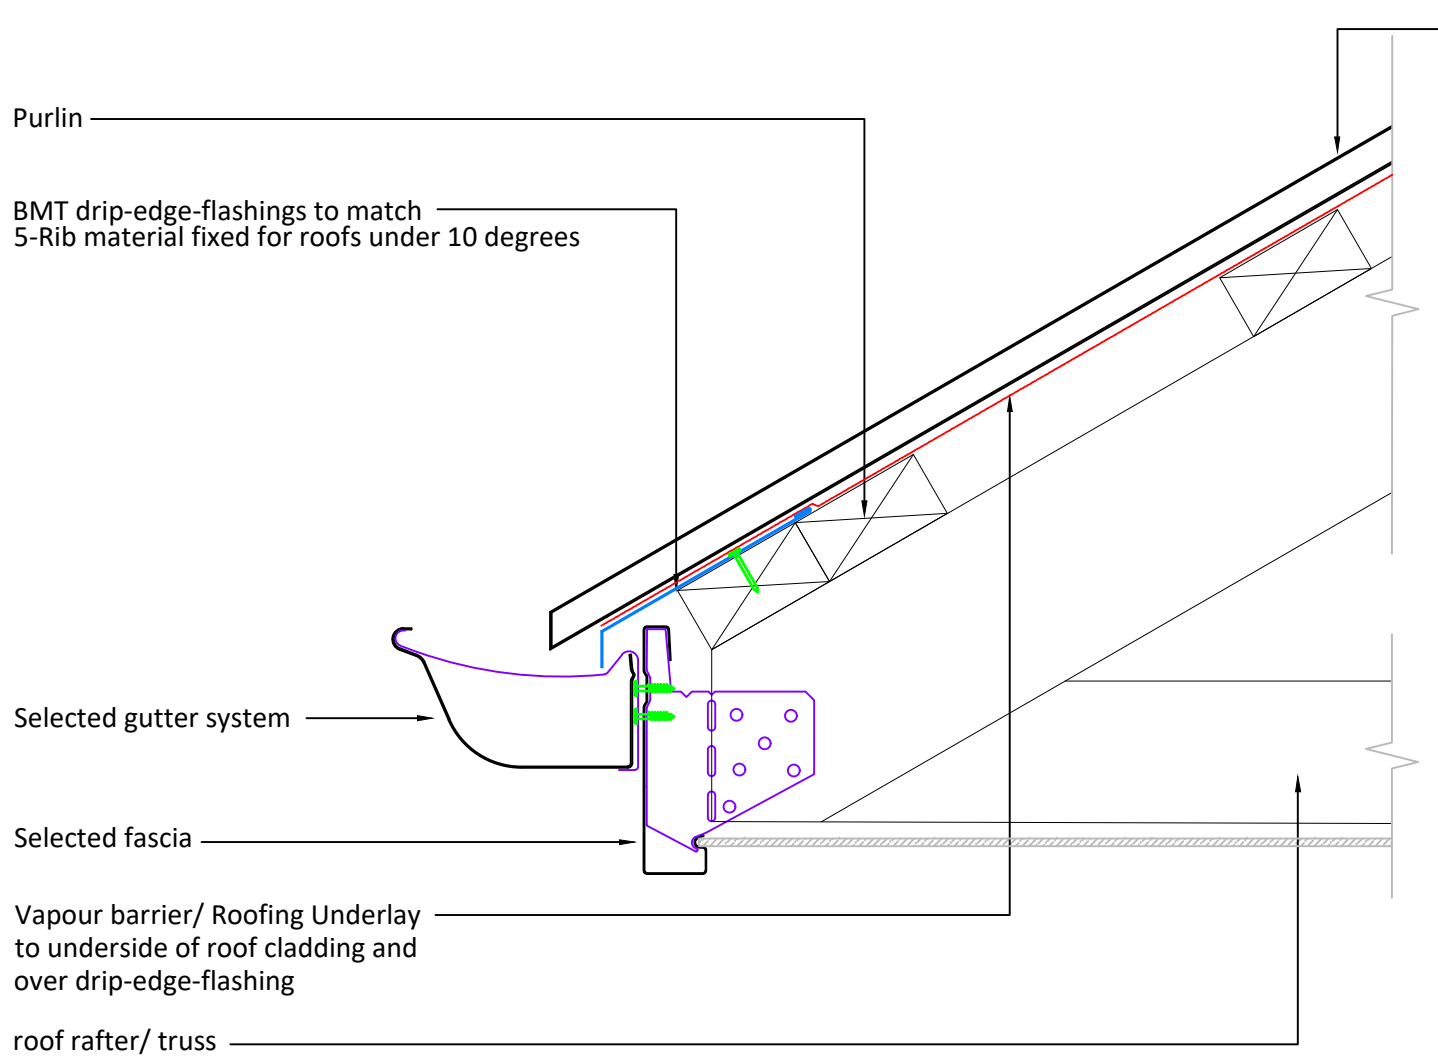 Purlin
BMT drip-edge-flashings to match
5-Rib material fixed for roofs under 10 degrees
Selected gutter system
Selected fascia
Vapour barrier/ Roofing Underlay
to underside of roof cladding and
over drip-edge-flashing
roof rafter/ truss